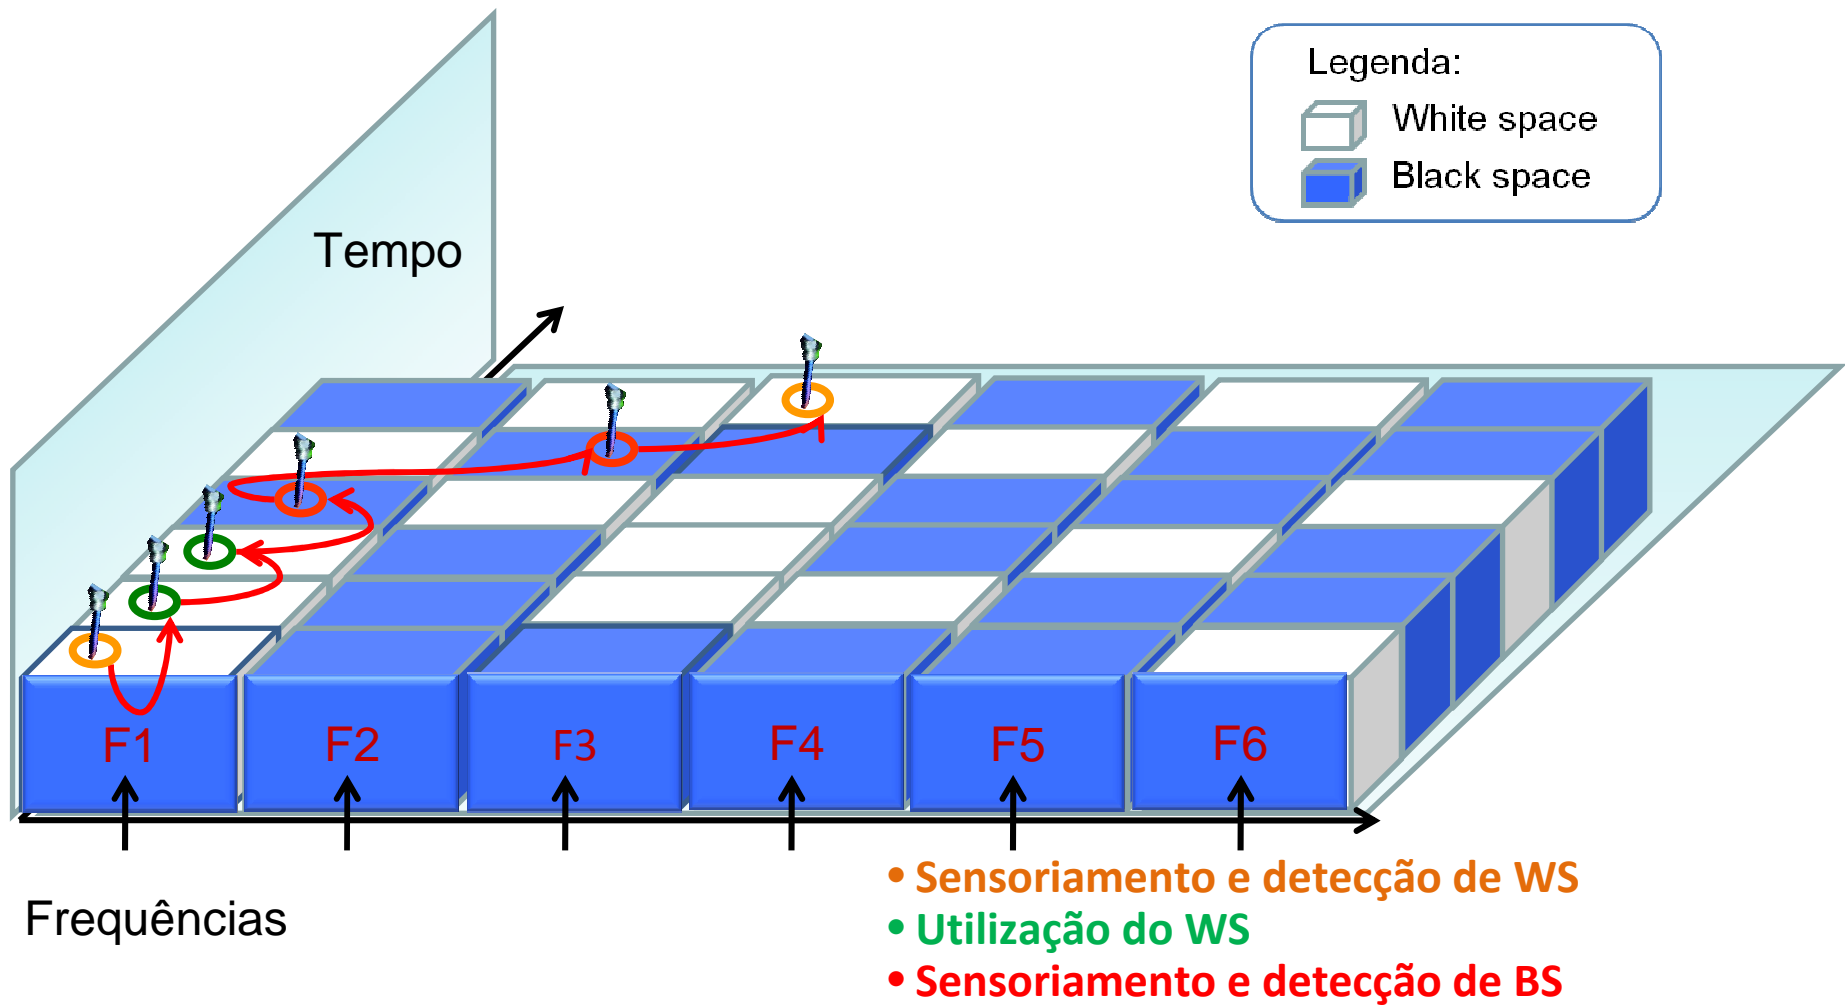 Legenda:
White space
Black space
Tempo
F1 F2 F3 F4 F5 F6
Frequências
• Sensoriamento e detecção de WS
• Utilização do WS
• Sensoriamento e detecção de BS